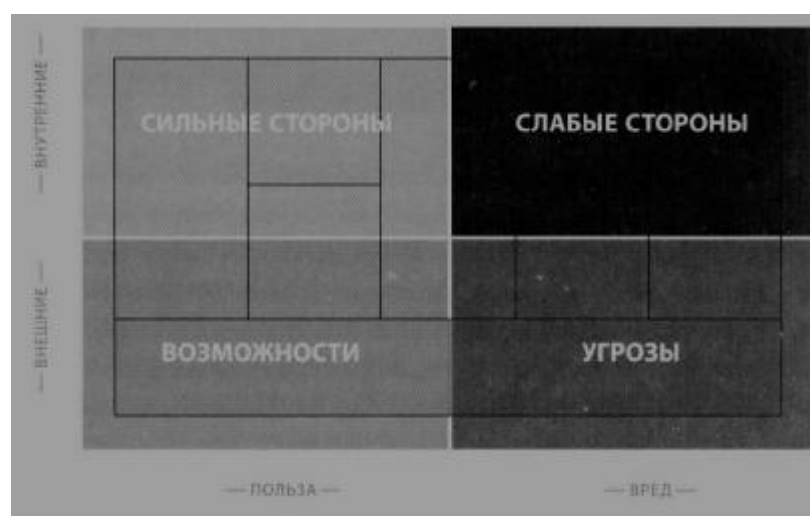 ВНУТРЕННИЕ
СИЛЬНЫЕ СТОРОНЫ
СЛАБЫЕ СТОРОНЫ
ВНЕШНИЕ
ВОЗМОЖНОСТИ
УГРОЗЫ
ПОЛЬЗА
ВРЕД